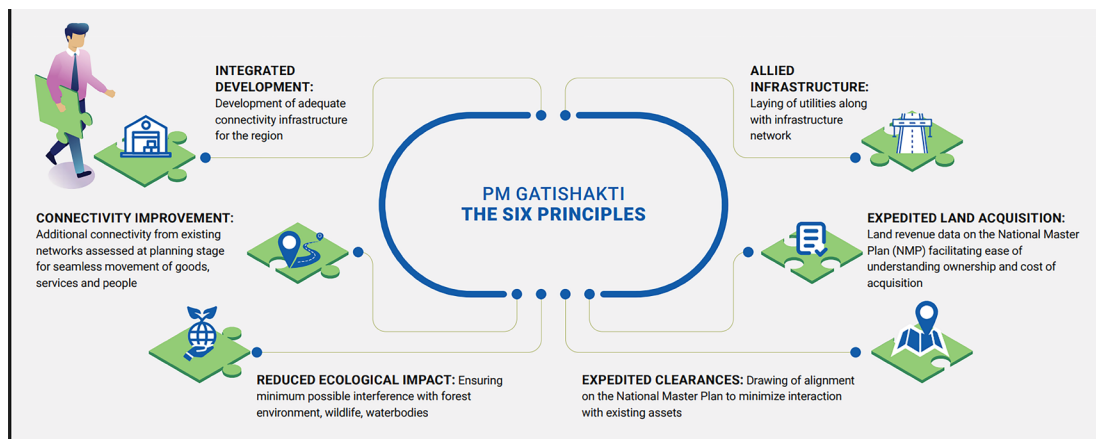 INTEGRATED
DEVELOPMENT:
Development of adequate
connectivity infrastructure
for the region
ALLIED
INFRASTRUCTURE:
Laying of utilities along
with infrastructure
network
PM GATISHAKTI
THE SIX PRINCIPLES
CONNECTIVITY IMPROVEMENT:
Additional connectivity from existing
networks assessed at planning stage
for seamless movement of goods,
services and people
EXPEDITED LAND ACQUISITION:
Land revenue data on the National Master
Plan (NMP) facilitating ease of
understanding ownership and cost of
acquisition
REDUCED ECOLOGICAL IMPACT: Ensuring
minimum possible interference with forest
environment, wildlife, waterbodies
EXPEDITED CLEARANCES: Drawing of alignment
on the National Master Plan to minimize interaction
with existing assets